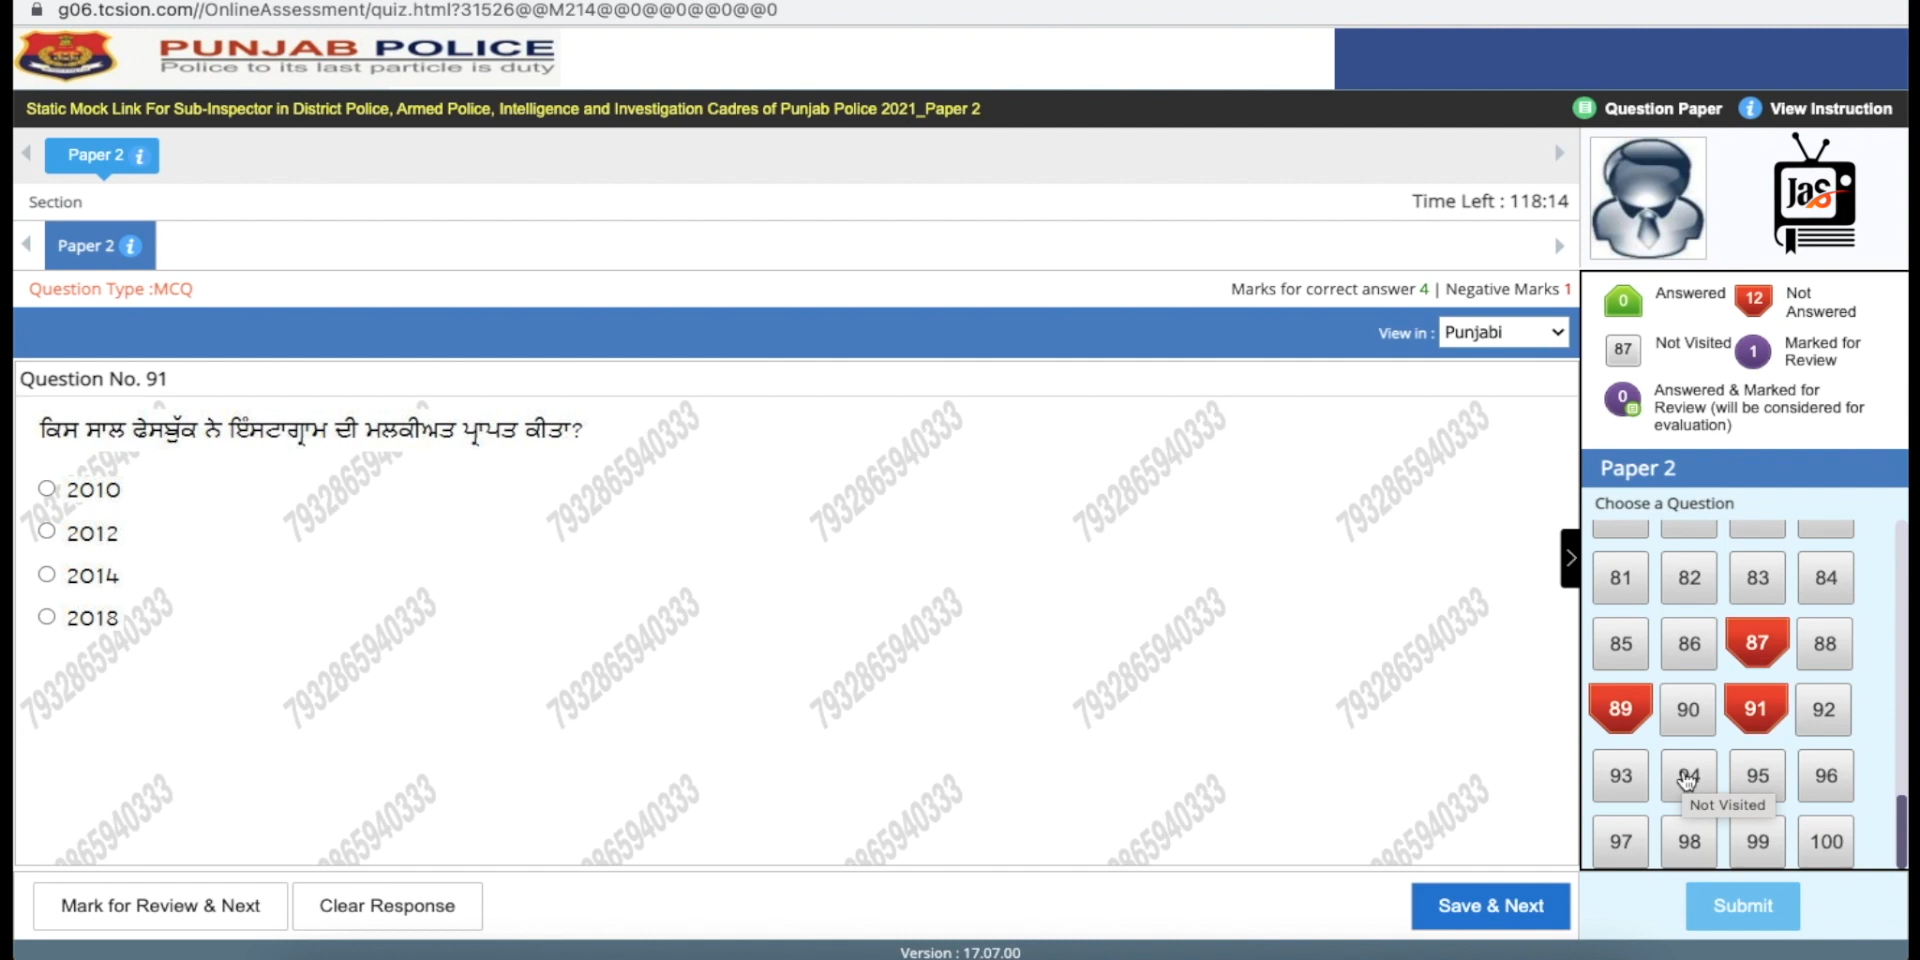 g06.tcsion.com//OnlineAssessment/quiz.html?31526@@M214@@0@@0@@0@@0
PUNJAB POLICE
Police to its last particle is duty
Static Mock Link For Sub-Inspector in District Police, Armed Police, Intelligence and Investigation Cadres of Punjab Police 2021_Paper 2
Question Paper
View Instruction
Paper 2
Section
Time Left : 118:14
Paper 2
JaS
Question Type :MCQ
Marks for correct answer 4 | Negative Marks 1
View in : Punjabi
Question No. 91
ਕਿਸ ਸਾਲ ਫੇਸਬੁੱਕ ਨੇ ਇੰਸਟਾਗ੍ਰਾਮ ਦੀ ਮਲਕੀਅਤ ਪ੍ਰਾਪਤ ਕੀਤਾ?
2010
2012
2014
2018
7932865940333
0 Answered
12 Not Answered
87 Not Visited
1 Marked for Review
0 Answered & Marked for Review (will be considered for evaluation)
Paper 2
Choose a Question
81 82 83 84
85 86 87 88
89 90 91 92
93 94 95 96
Not Visited
97 98 99 100
Mark for Review & Next
Clear Response
Save & Next
Submit
Version : 17.07.00